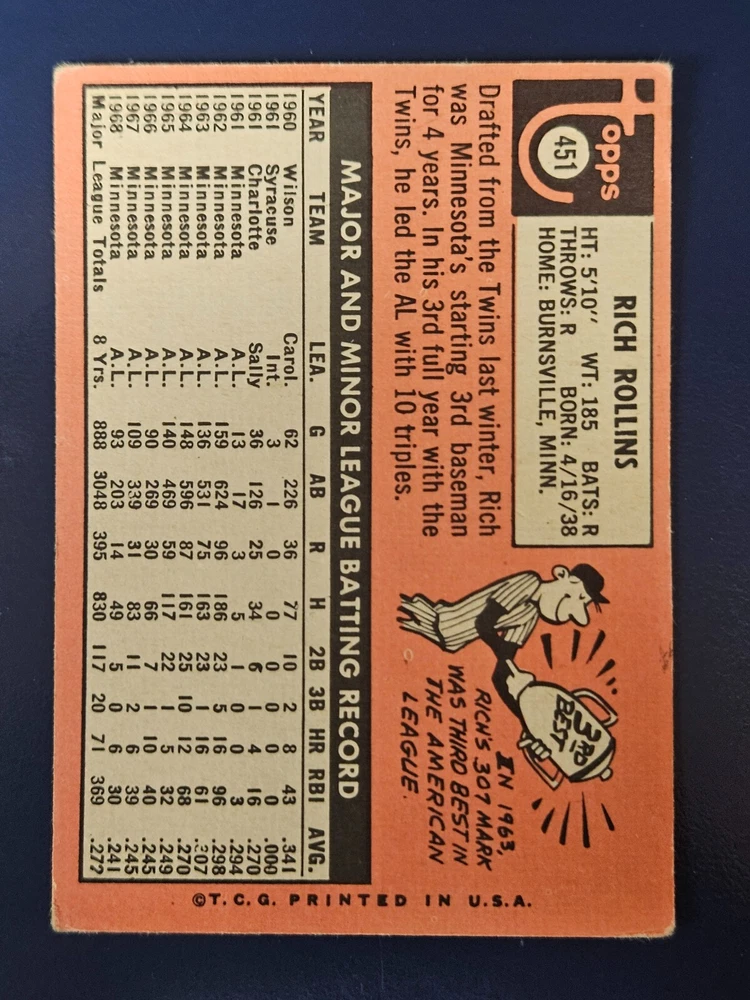 Topps
451
RICH ROLLINS
HT: 5'10" WT: 185 BATS: R
THROWS: R BORN: 4/16/38
HOME: BURNSVILLE, MINN.
Drafted from the Twins last winter, Rich
was Minnesota's starting 3rd baseman
for 4 years. In his 3rd full year with the
Twins, he led the AL with 10 triples.
3RD
BEST
IN 1963,
RICH'S 307 MARK
WAS THIRD BEST IN
THE AMERICAN
LEAGUE.
MAJOR AND MINOR LEAGUE BATTING RECORD
YEAR TEAM LEA. G AB R H 2B 3B HR RBI AVG.
1960 Wilson Carol. 62 226 36 77 10 2 8 43 .341
1961 Syracuse Int. 3 1 0 0 0 0 0 0 .000
1961 Charlotte Sally 36 126 25 34 6 1 4 16 .270
1961 Minnesota A.L. 13 17 3 5 1 0 0 3 .294
1962 Minnesota A.L. 159 624 96 186 23 5 16 96 .298
1963 Minnesota A.L. 136 531 75 163 23 1 16 61 .307
1964 Minnesota A.L. 148 596 87 161 25 10 12 68 .270
1965 Minnesota A.L. 140 469 59 117 22 1 5 32 .249
1966 Minnesota A.L. 90 269 30 66 7 1 10 40 .245
1967 Minnesota A.L. 109 339 31 83 11 2 6 39 .245
1968 Minnesota A.L. 93 203 14 49 5 0 6 30 .241
Major League Totals 8 Yrs. 888 3048 395 830 117 20 71 369 .272
©T.C.G. PRINTED IN U.S.A.